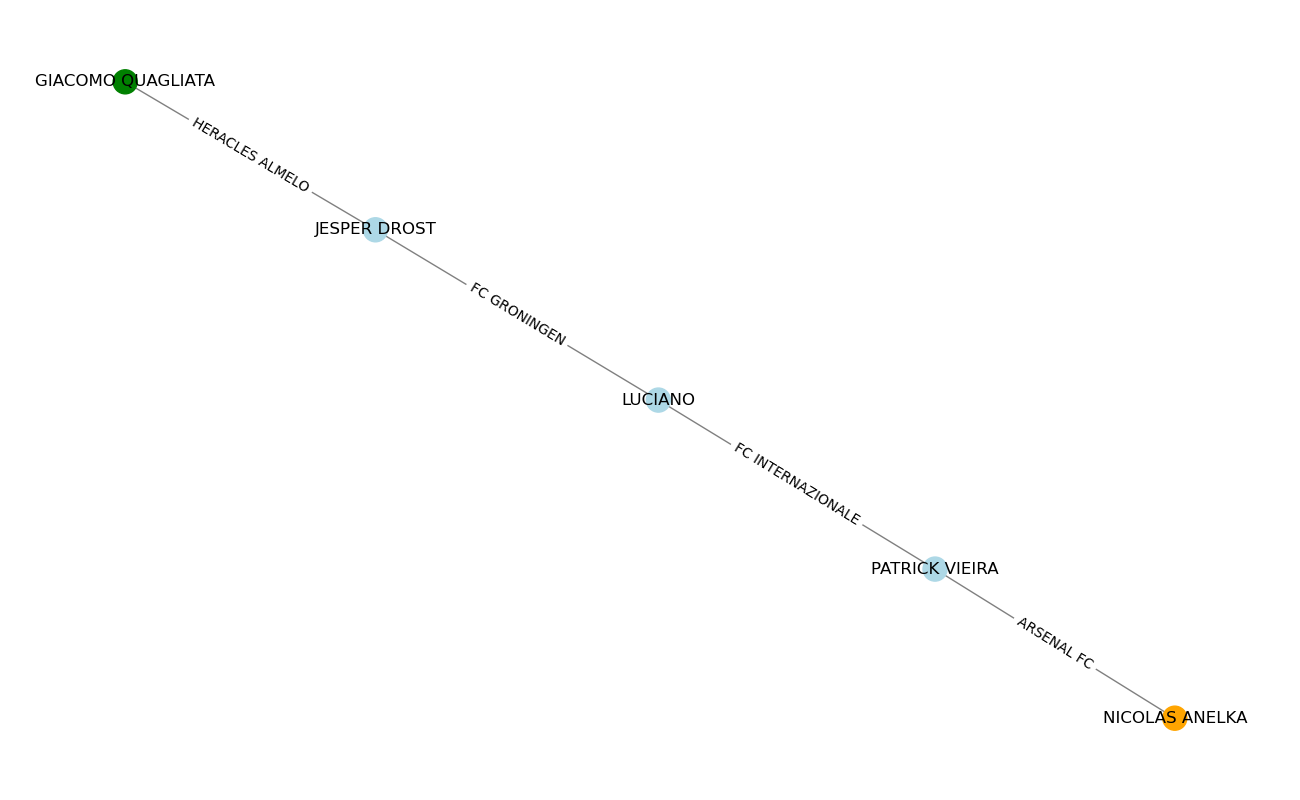 GIACOMO QUAGLIATA
HERACLES ALMELO
JESPER DROST
FC GRONINGEN
LUCIANO
FC INTERNAZIONALE
PATRICK VIEIRA
ARSENAL FC
NICOLAS ANELKA